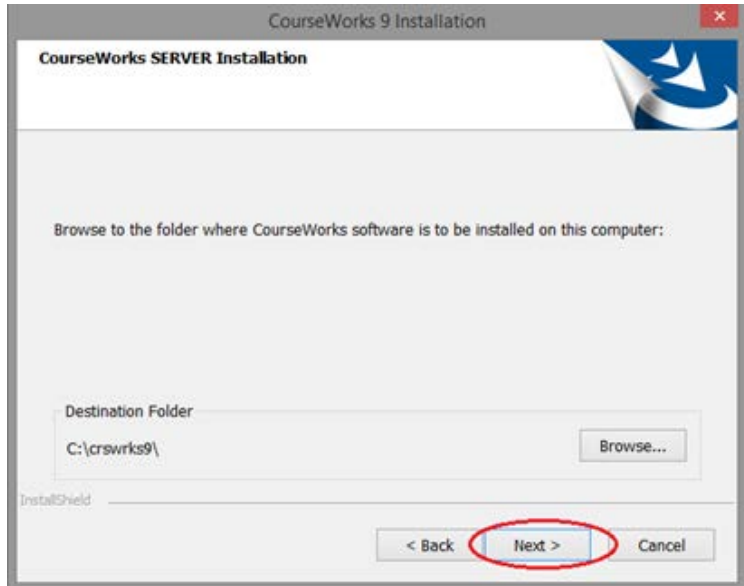 CourseWorks 9 Installation
CourseWorks SERVER Installation
Browse to the folder where CourseWorks software is to be installed on this computer:
Destination Folder
C:\crswrks9\
Browse...
InstallShield
< Back Next > Cancel